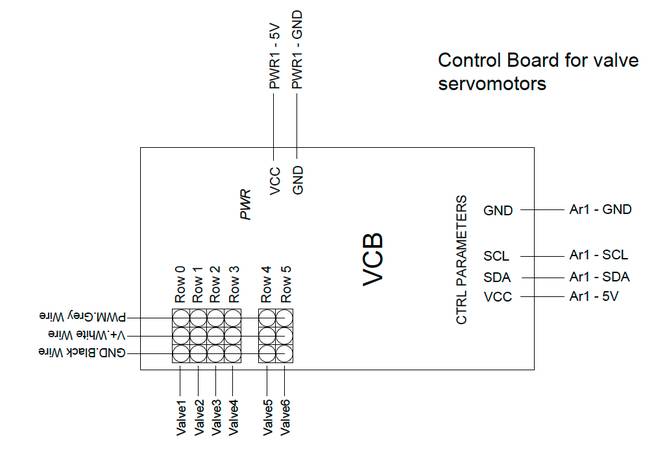 PWR1 - 5V
PWR1 - GND
Control Board for valve
servomotors
VCC
GND
PWR
VCB
CTRL PARAMETERS
GND
Ar1 - GND
SCL
Ar1 - SCL
SDA
Ar1 - SDA
VCC
Ar1 - 5V
Row 0
Row 1
Row 2
Row 3
Row 4
Row 5
PWM.Grey Wire
V+.White Wire
GND.Black Wire
Valve1
Valve2
Valve3
Valve4
Valve5
Valve6